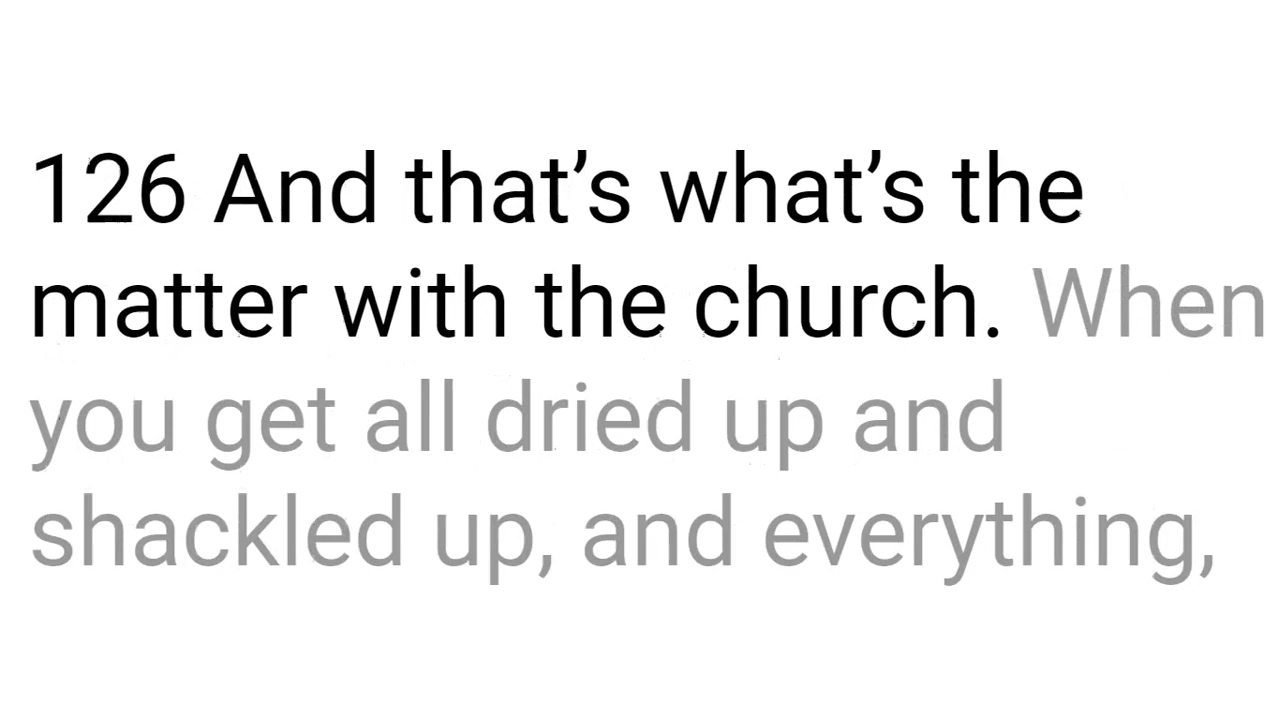 126 And that’s what’s the
matter with the church. When
you get all dried up and
shackled up, and everything,